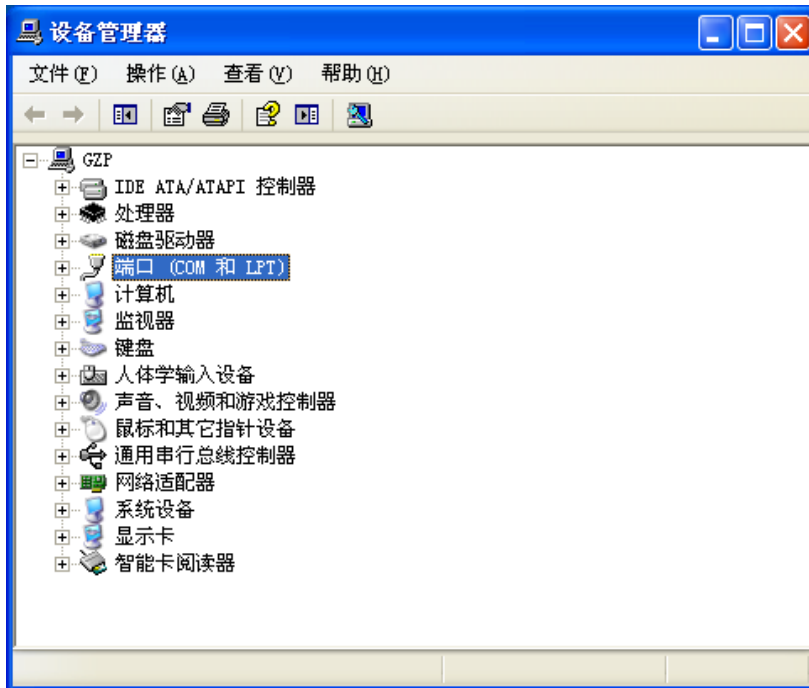 设备管理器
文件(F) 操作(A) 查看(V) 帮助(H)
GZP
IDE ATA/ATAPI 控制器
处理器
磁盘驱动器
端口 (COM 和 LPT)
计算机
监视器
键盘
人体学输入设备
声音、视频和游戏控制器
鼠标和其它指针设备
通用串行总线控制器
网络适配器
系统设备
显示卡
智能卡阅读器